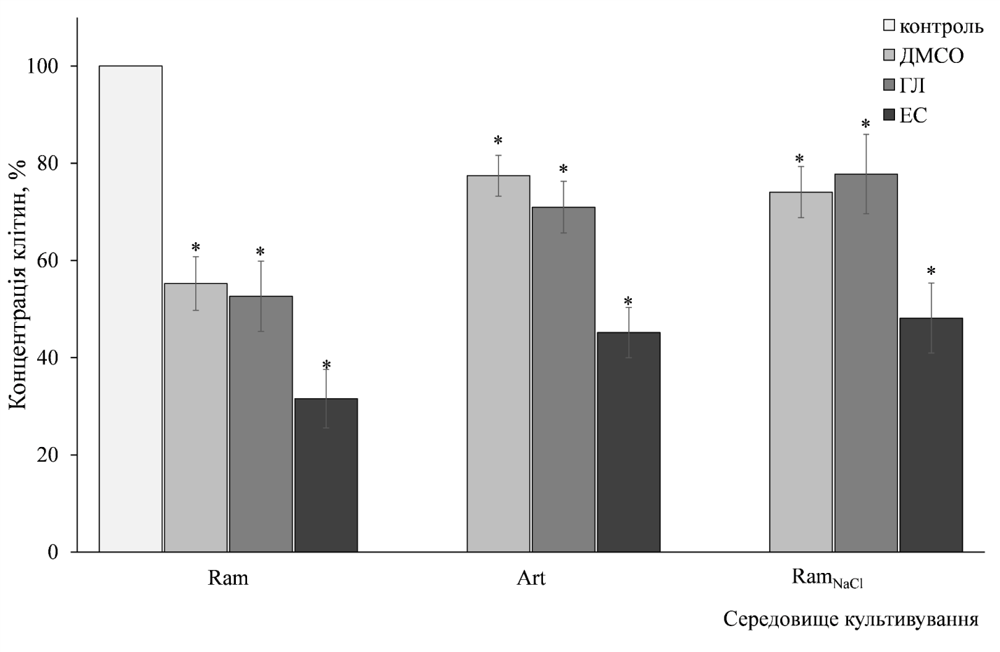 контроль
ДМСО
ГЛ
ЕС
Концентрація клітин, %
100
80
60
40
20
0
*
*
*
*
*
*
*
*
*
Ram
Art
RamNaCl
Середовище культивування